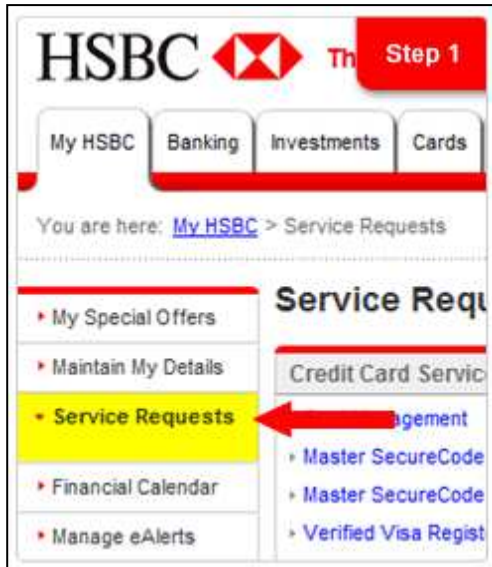 HSBC Th Step 1
My HSBC Banking Investments Cards
You are here: My HSBC > Service Requests
My Special Offers
Maintain My Details
Service Requests
Financial Calendar
Manage eAlerts
Service Requ
Credit Card Servic
agement
Master SecureCode
Master SecureCode
Verified Visa Regist